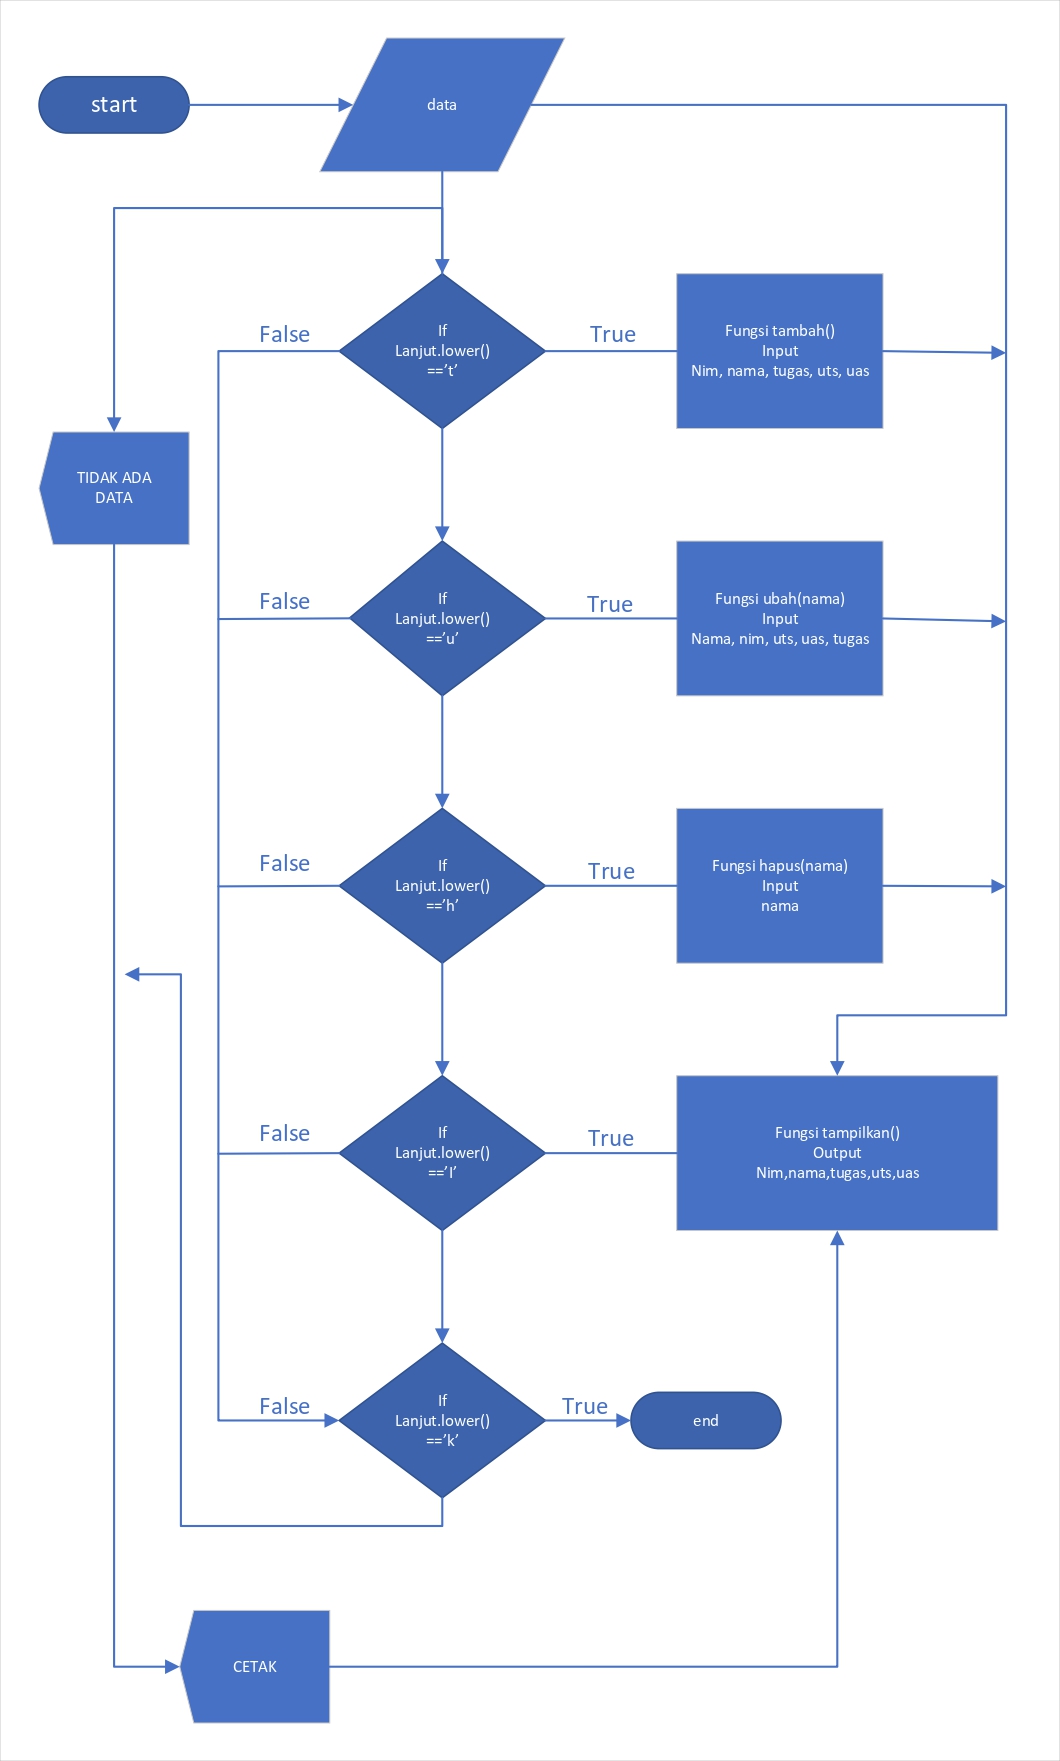 start
data
False
If
Lanjut.lower()
==’t’
True
Fungsi tambah()
Input
Nim, nama, tugas, uts, uas
TIDAK ADA
DATA
False
If
Lanjut.lower()
==’u’
True
Fungsi ubah(nama)
Input
Nama, nim, uts, uas, tugas
False
If
Lanjut.lower()
==’h’
True
Fungsi hapus(nama)
Input
nama
False
If
Lanjut.lower()
==’l’
True
Fungsi tampilkan()
Output
Nim,nama,tugas,uts,uas
False
If
Lanjut.lower()
==’k’
True
end
CETAK